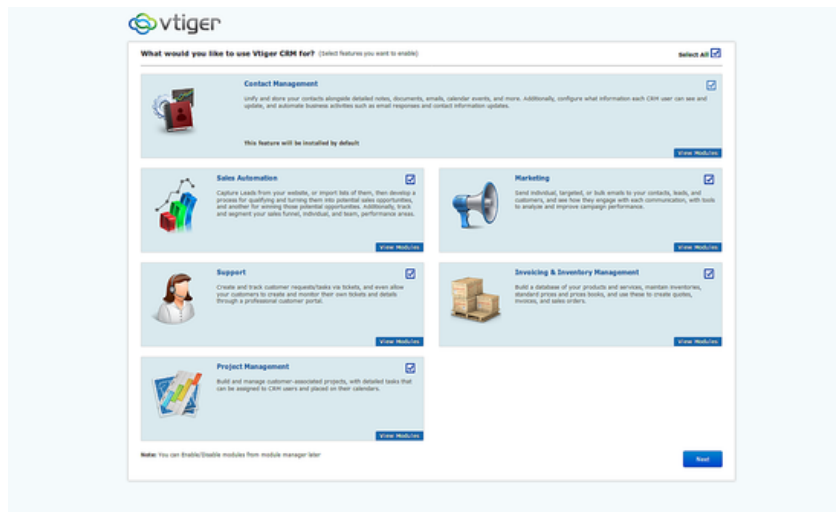 vtiger
What would you like to use Vtiger CRM for? (Select features you want to enable)
Select All
Contact Management
Unify and store your contacts alongside detailed notes, documents, emails, calendar events, and more. Additionally, configure what information each CRM user can see and
update, and automate business activities such as email responses and contact information updates.
This feature will be installed by default
View Modules
Sales Automation
Capture Leads from your website, or import lists of them, then develop a
process for qualifying and turning them into potential sales opportunities,
and another for winning those potential opportunities. Additionally, track
and segment your sales funnel, individual, and team, performance areas.
View Modules
Marketing
Send individual, targeted, or bulk emails to your contacts, leads, and
customers, and see how they engage with each communication, with tools
to analyze and improve campaign performance.
View Modules
Support
Create and track customer requests/tasks via tickets, and even allow
your customers to create and monitor their own tickets and details
through a professional customer portal.
View Modules
Invoicing & Inventory Management
Build a database of your products and services, maintain inventories,
standard prices and prices books, and use these to create quotes,
invoices, and sales orders.
View Modules
Project Management
Build and manage customer-associated projects, with detailed tasks that
can be assigned to CRM users and placed on their calendars.
View Modules
Note: You can Enable/Disable modules from module manager later
Next